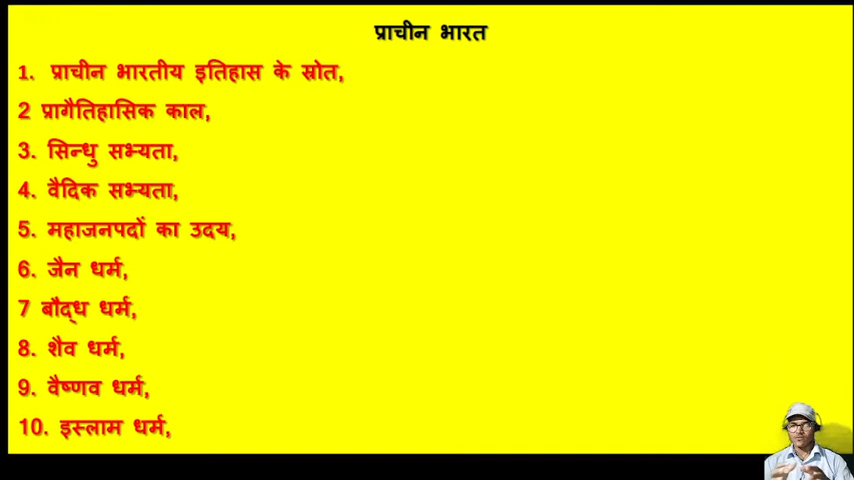 प्राचीन भारत
1. प्राचीन भारतीय इतिहास के स्रोत,
2 प्रागैतिहासिक काल,
3. सिन्धु सभ्यता,
4. वैदिक सभ्यता,
5. महाजनपदों का उदय,
6. जैन धर्म,
7 बौद्ध धर्म,
8. शैव धर्म,
9. वैष्णव धर्म,
10. इस्लाम धर्म,